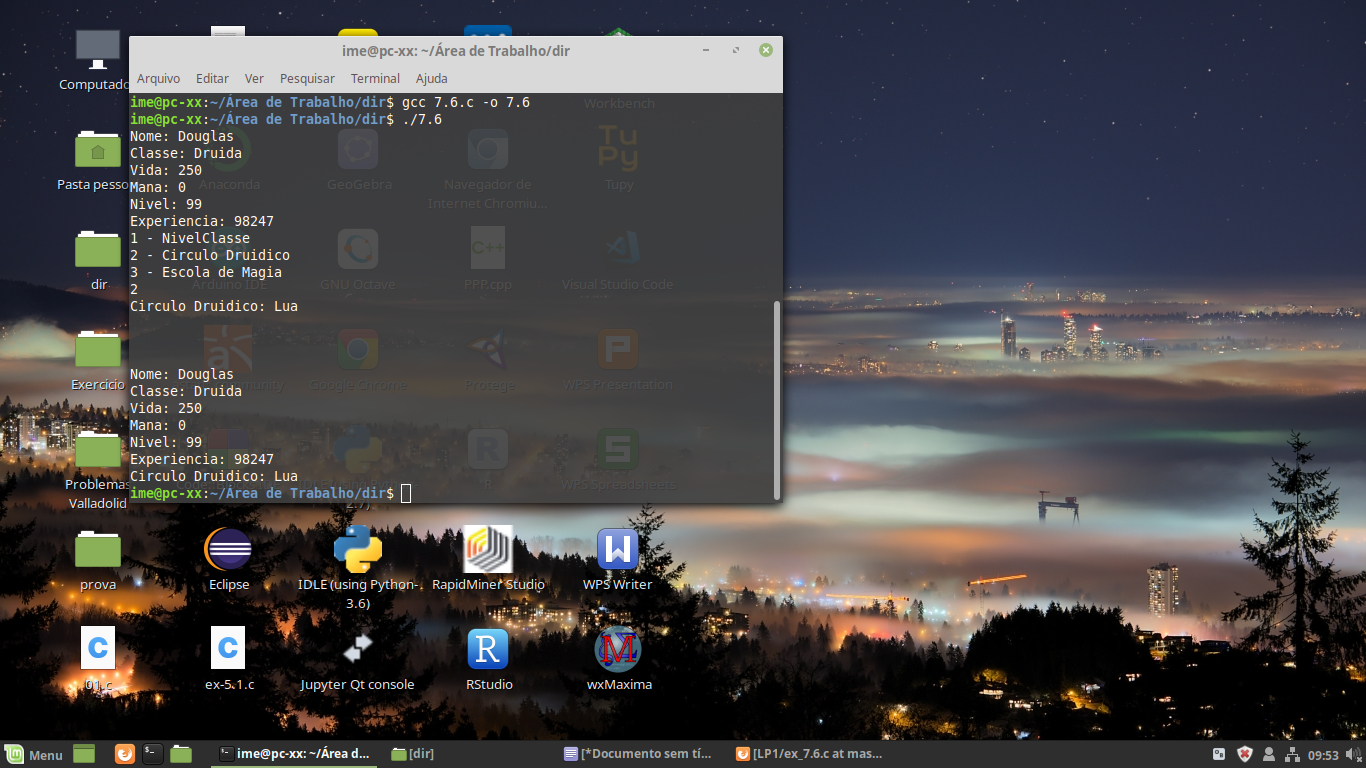 ime@pc-xx: ~/Área de Trabalho/dir
Arquivo Editar Ver Pesquisar Terminal Ajuda
ime@pc-xx:~/Área de Trabalho/dir$ gcc 7.6.c -o 7.6
ime@pc-xx:~/Área de Trabalho/dir$ ./7.6
Nome: Douglas
Classe: Druida
Vida: 250
Mana: 0
Nivel: 99
Experiencia: 98247
1 - NivelClasse
2 - Circulo Druidico
3 - Escola de Magia
2
Circulo Druidico: Lua
Nome: Douglas
Classe: Druida
Vida: 250
Mana: 0
Nivel: 99
Experiencia: 98247
Circulo Druidico: Lua
ime@pc-xx:~/Área de Trabalho/dir$
Computado
Workbench
Pasta pesso
Anaconda
GeoGebra
Navegador de
Internet Chromiu...
Tupy
dir
Arduino IDE
GNU Octave
PPP.cpp
Visual Studio Code
Exercicio
Google Chrome
Protege
WPS Presentation
Problemas
Valladolid
R
WPS Spreadsheets
2.7)
prova
Eclipse
IDLE (using Python-
3.6)
RapidMiner Studio
WPS Writer
01.c
ex-5.1.c
Jupyter Qt console
RStudio
wxMaxima
Menu
ime@pc-xx: ~/Área d...
[dir]
[*Documento sem tí...
[LP1/ex_7.6.c at mas...
09:53